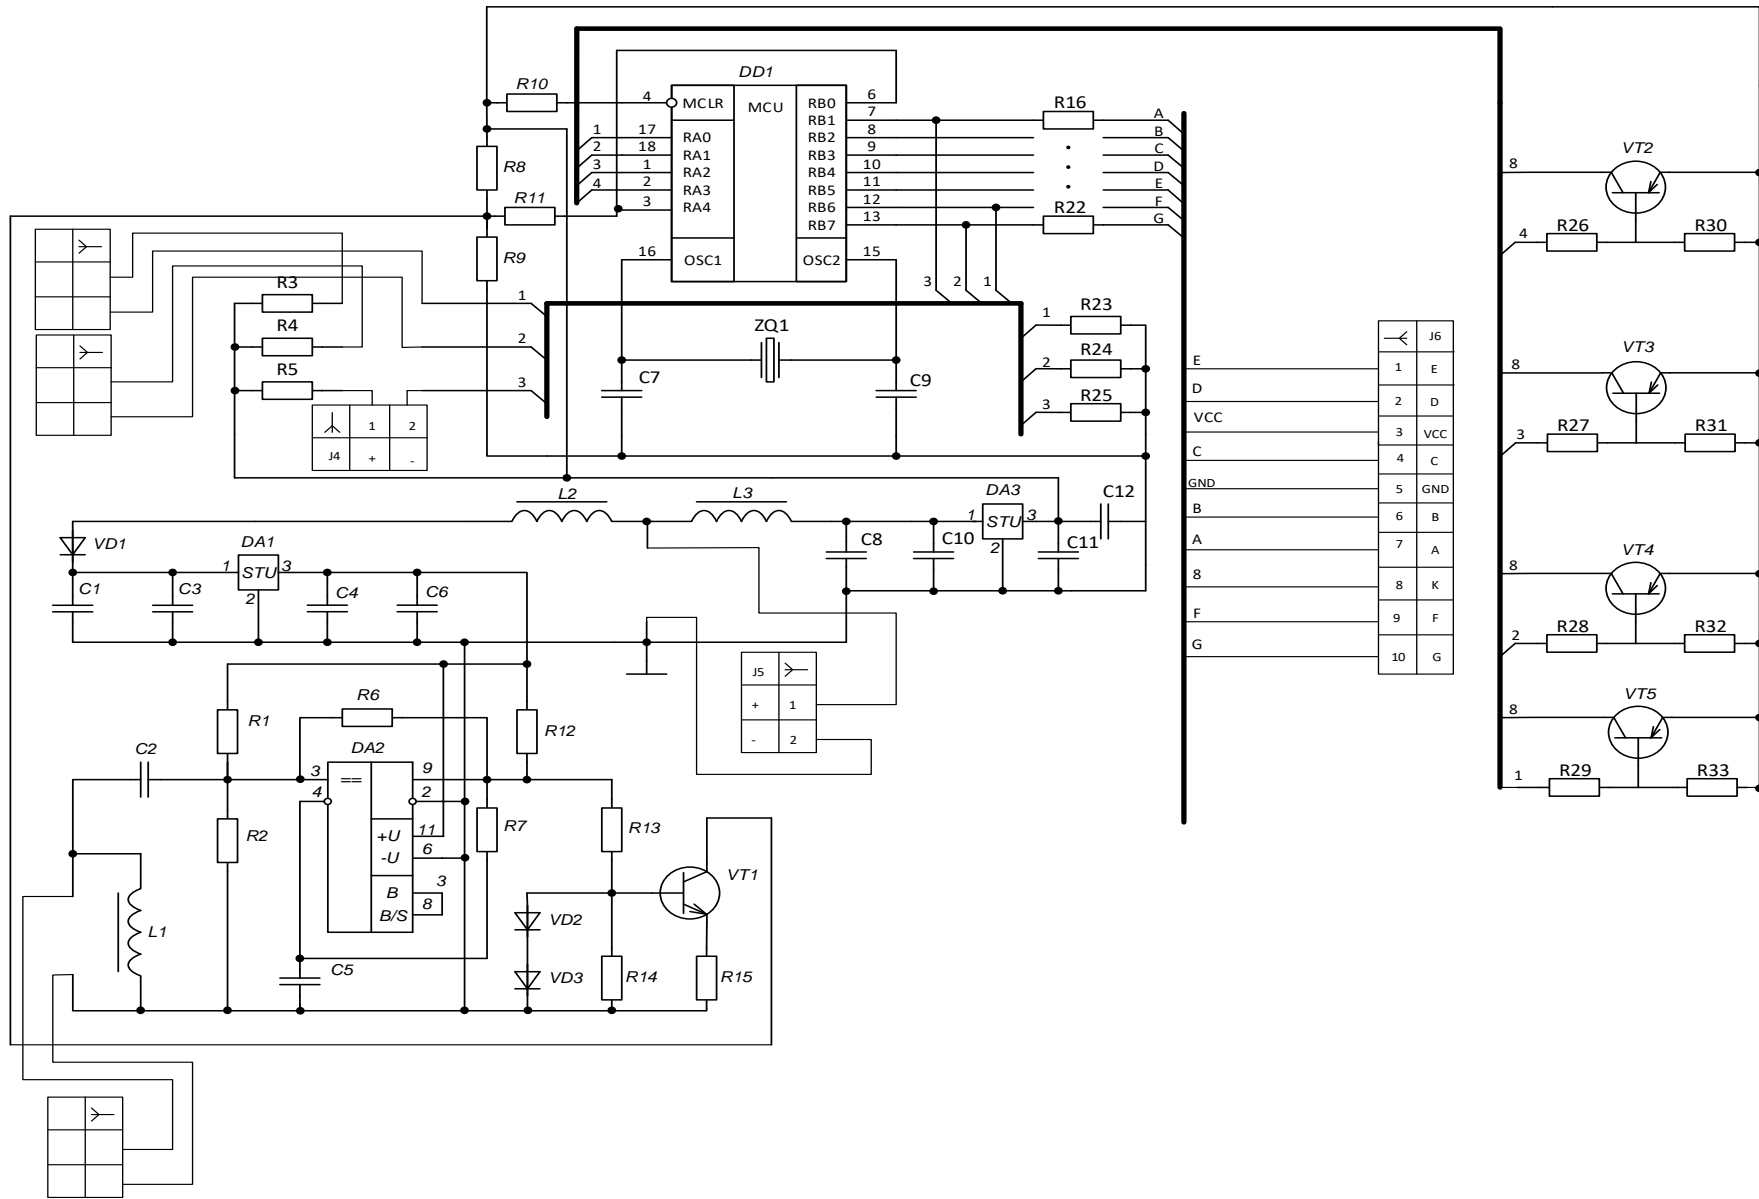 DD1
R10
4
MCLR
MCU
RB0
6
RB1
7
R16
A
1
17
RA0
RB2
8
B
2
18
RA1
RB3
9
C
3
1
RA2
RB4
10
D
4
2
RA3
RB5
11
E
3
RA4
RB6
12
F
RB7
13
R22
G
R8
R11
R9
16
OSC1
OSC2
15
3
2
1
8
VT2
4
R26
R30
R3
R4
R5
1
2
3
ZQ1
C7
C9
1
R23
2
R24
3
R25
1
2
J4
+
-
8
VT3
3
R27
R31
J6
E
1
E
D
2
D
VCC
3
VCC
C
4
C
GND
5
GND
B
6
B
A
7
A
8
8
K
F
9
F
G
10
G
L2
L3
DA3
1
STU
3
2
C12
C8
C10
C11
VD1
DA1
1
STU
3
2
C1
C3
C4
C6
8
VT4
2
R28
R32
J5
+
1
-
2
8
VT5
1
R29
R33
R1
R6
R12
C2
DA2
3
==
9
4
2
+U
11
-U
6
B
3
B/S
8
R2
R7
R13
VT1
L1
VD2
VD3
C5
R14
R15